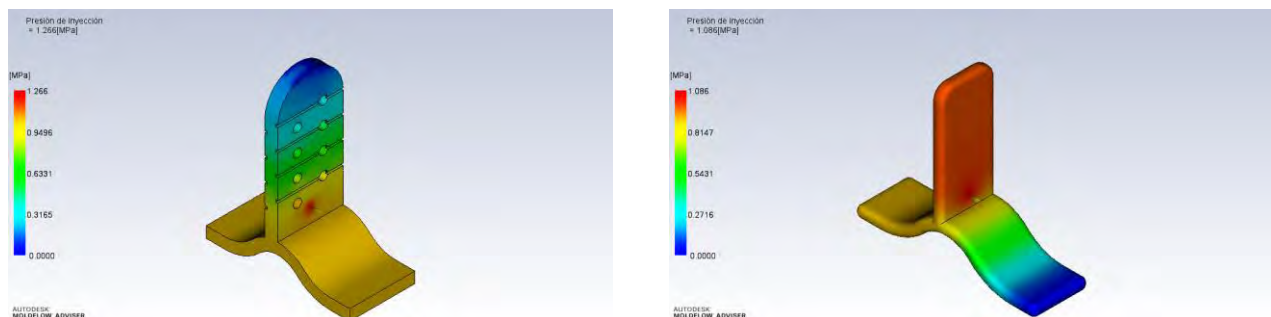 Presión de inyección
= 1.266[MPa]
[MPa]
1.266
0.9496
0.6331
0.3165
0.0000
AUTODESK
MOLDFLOW ADVISER
Presión de inyección
= 1.086[MPa]
[MPa]
1.086
0.8147
0.5431
0.2716
0.0000
AUTODESK
MOLDFLOW ADVISER